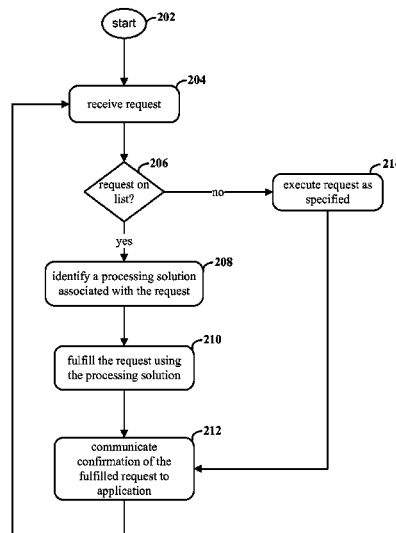 start
202
204
receive request
206
request on
list?
no
execute request as
specified
yes
208
identify a processing solution
associated with the request
210
fulfill the request using
the processing solution
212
communicate
confirmation of the
fulfilled request to
application